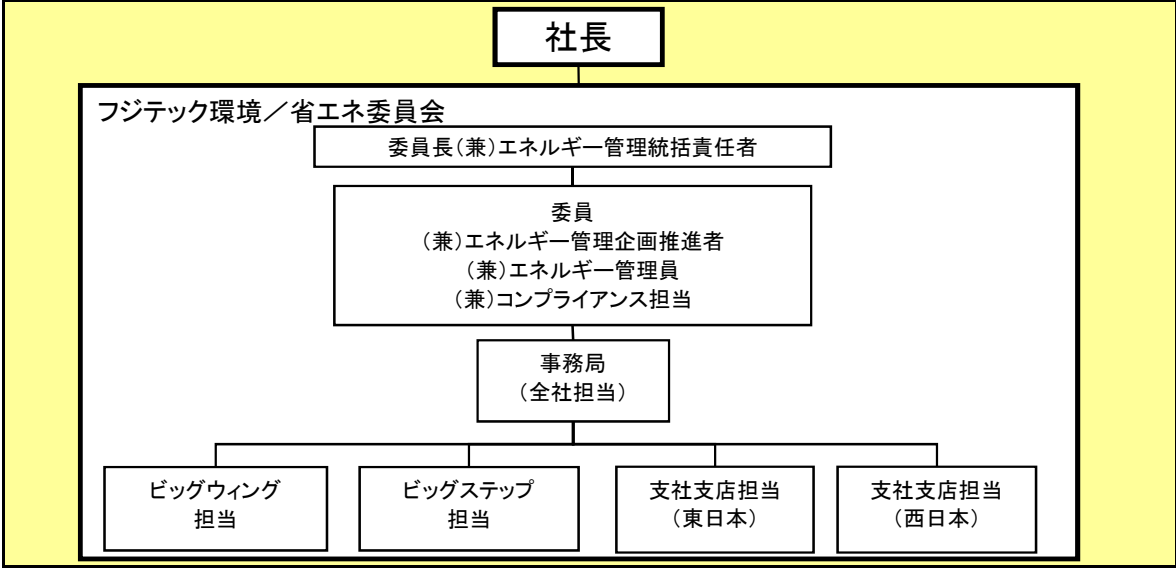 社長
フジテック環境／省エネ委員会
委員長（兼）エネルギー管理統括責任者
委員
（兼）エネルギー管理企画推進者
（兼）エネルギー管理員
（兼）コンプライアンス担当
事務局
（全社担当）
ビッグウィング
担当
ビッグステップ
担当
支社支店担当
（東日本）
支社支店担当
（西日本）